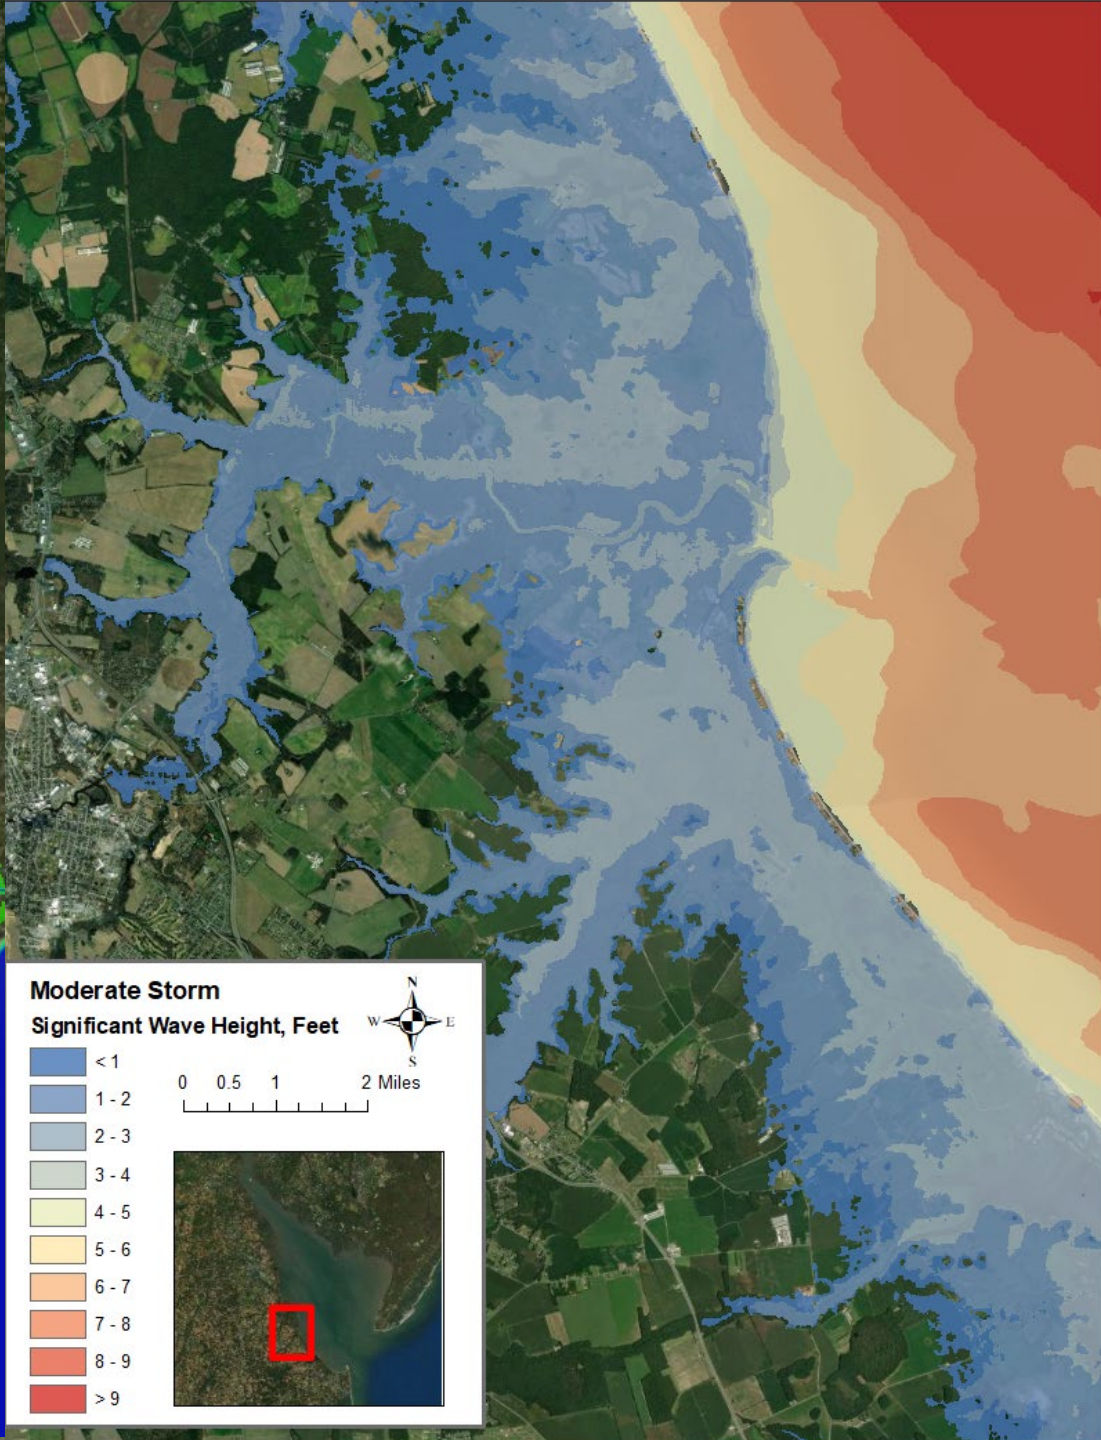 Moderate Storm
Significant Wave Height, Feet
N
W E
S
< 1
1 - 2
2 - 3
3 - 4
4 - 5
5 - 6
6 - 7
7 - 8
8 - 9
> 9
0 0.5 1 2 Miles